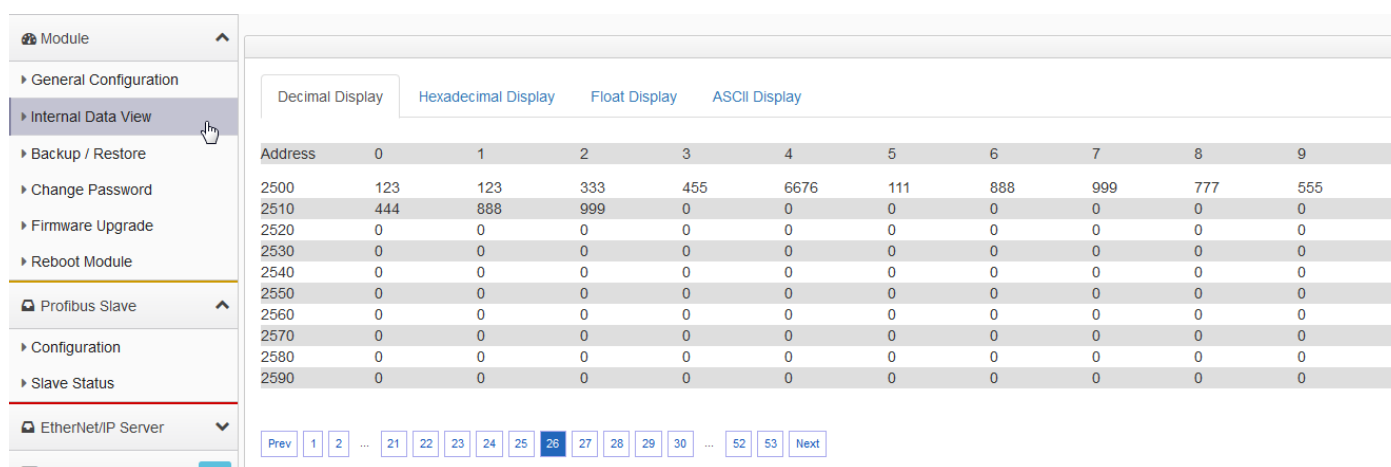 Module
General Configuration
Internal Data View
Backup / Restore
Change Password
Firmware Upgrade
Reboot Module
Profibus Slave
Configuration
Slave Status
EtherNet/IP Server
Decimal Display Hexadecimal Display Float Display ASCII Display
Address 0 1 2 3 4 5 6 7 8 9
2500 123 123 333 455 6676 111 888 999 777 555
2510 444 888 999 0 0 0 0 0 0 0
2520 0 0 0 0 0 0 0 0 0 0
2530 0 0 0 0 0 0 0 0 0 0
2540 0 0 0 0 0 0 0 0 0 0
2550 0 0 0 0 0 0 0 0 0 0
2560 0 0 0 0 0 0 0 0 0 0
2570 0 0 0 0 0 0 0 0 0 0
2580 0 0 0 0 0 0 0 0 0 0
2590 0 0 0 0 0 0 0 0 0 0
Prev 1 2 ... 21 22 23 24 25 26 27 28 29 30 ... 52 53 Next